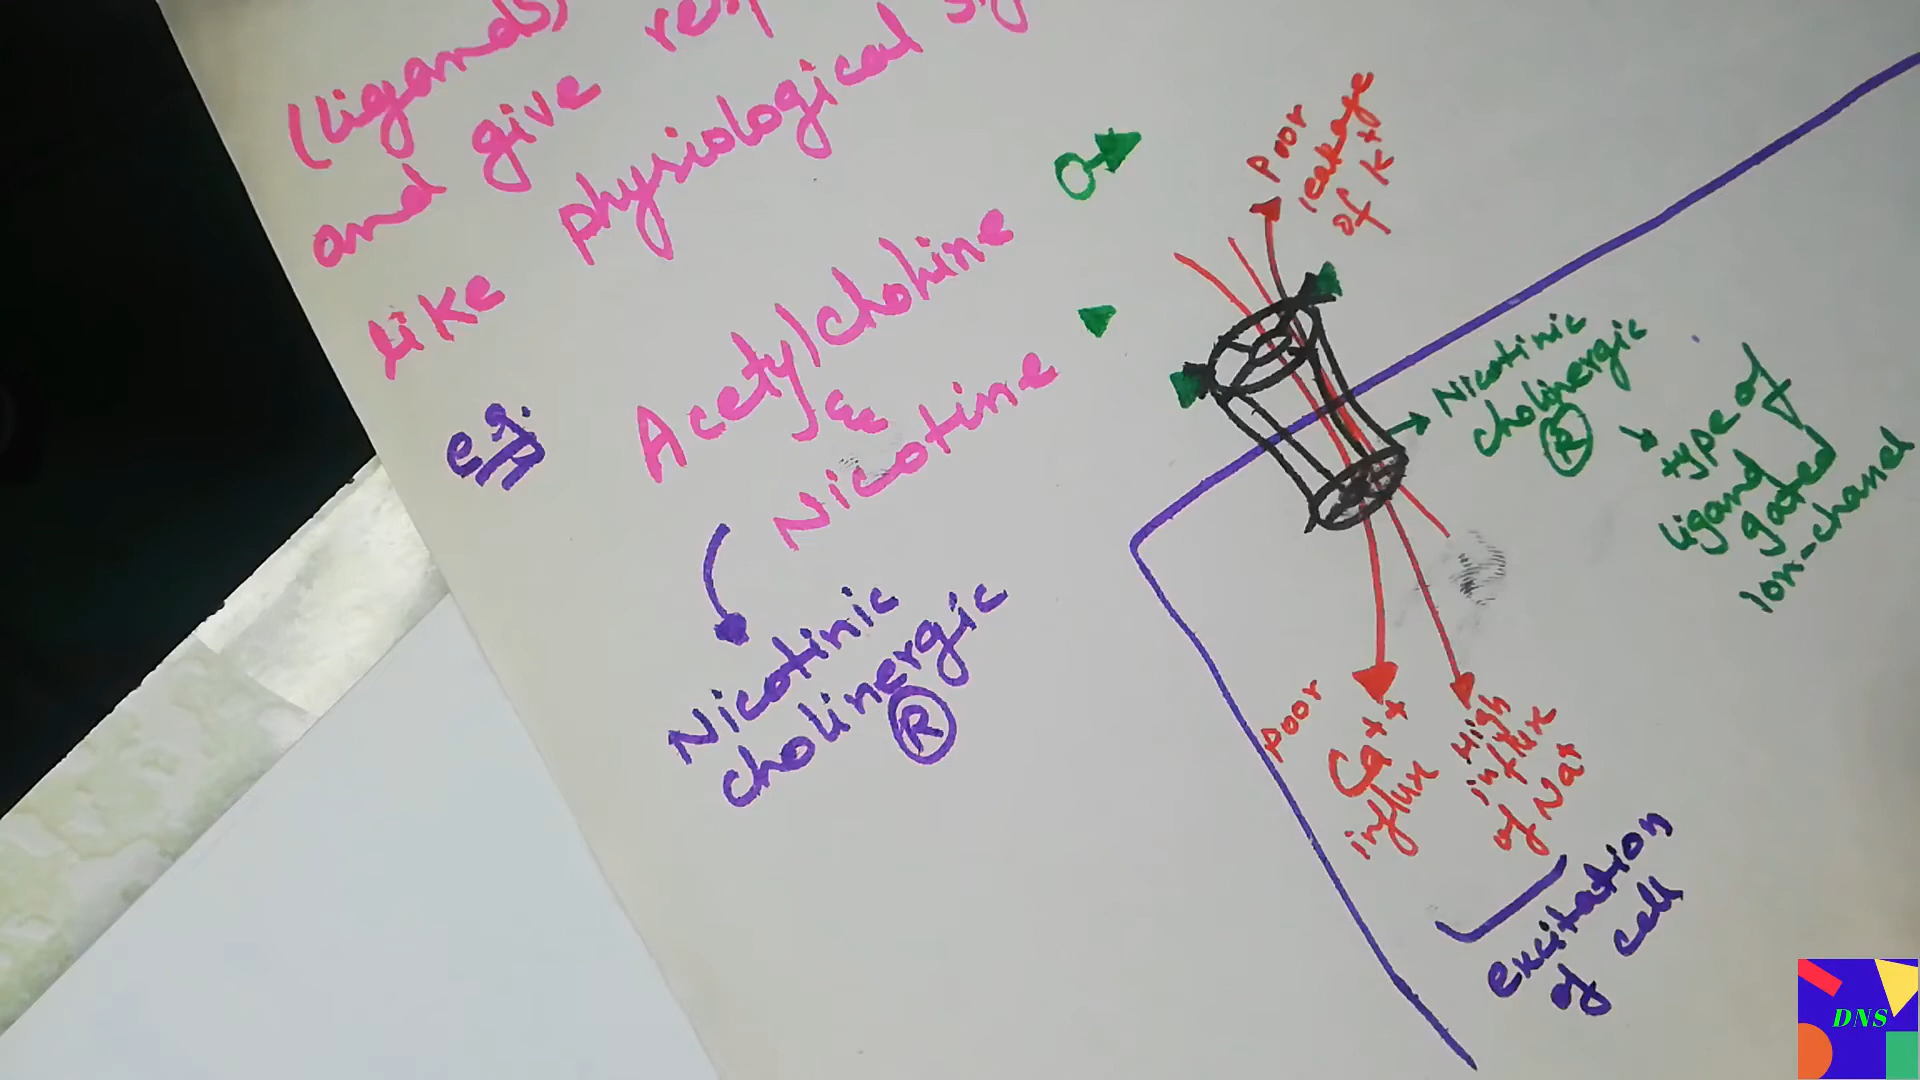 (ligands)
and give
like physiological
eg. Acetylcholine
&
Nicotine
Nicotinic
cholinergic
R
Poor
leakage
of K+
Nicotinic
cholinergic
R
type of
ligand
gated
Ion-channel
Poor
Ca++
influx
High
influx
of Na+
excitation
of cell
DNS